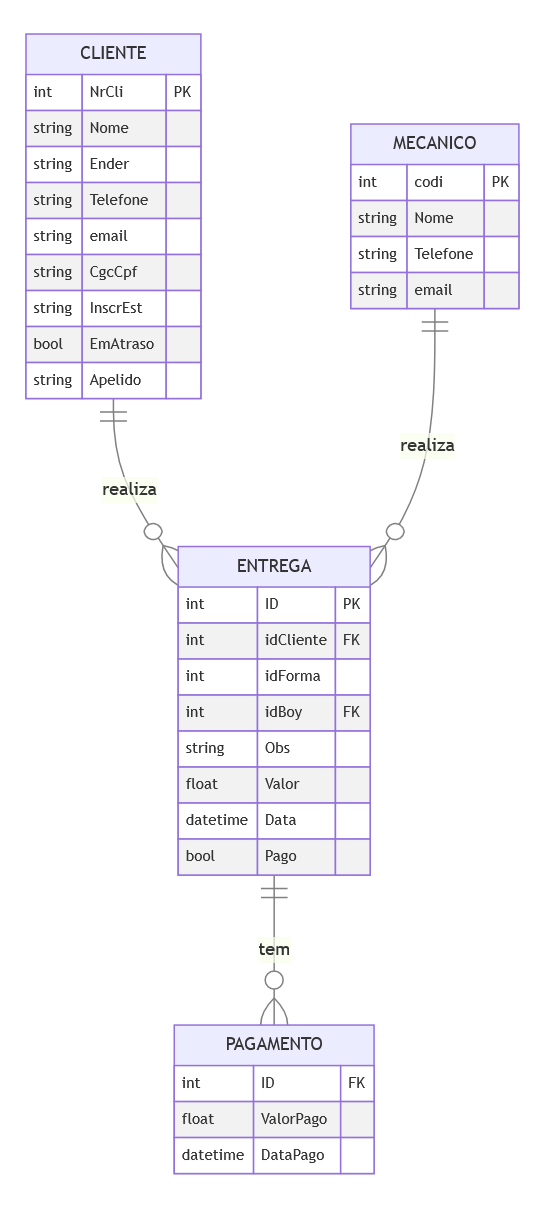 CLIENTE
int NrCli PK
string Nome
string Ender
string Telefone
string email
string CgcCpf
string InscrEst
bool EmAtraso
string Apelido
MECANICO
int codi PK
string Nome
string Telefone
string email
realiza
realiza
ENTREGA
int ID PK
int idCliente FK
int idForma
int idBoy FK
string Obs
float Valor
datetime Data
bool Pago
tem
PAGAMENTO
int ID FK
float ValorPago
datetime DataPago